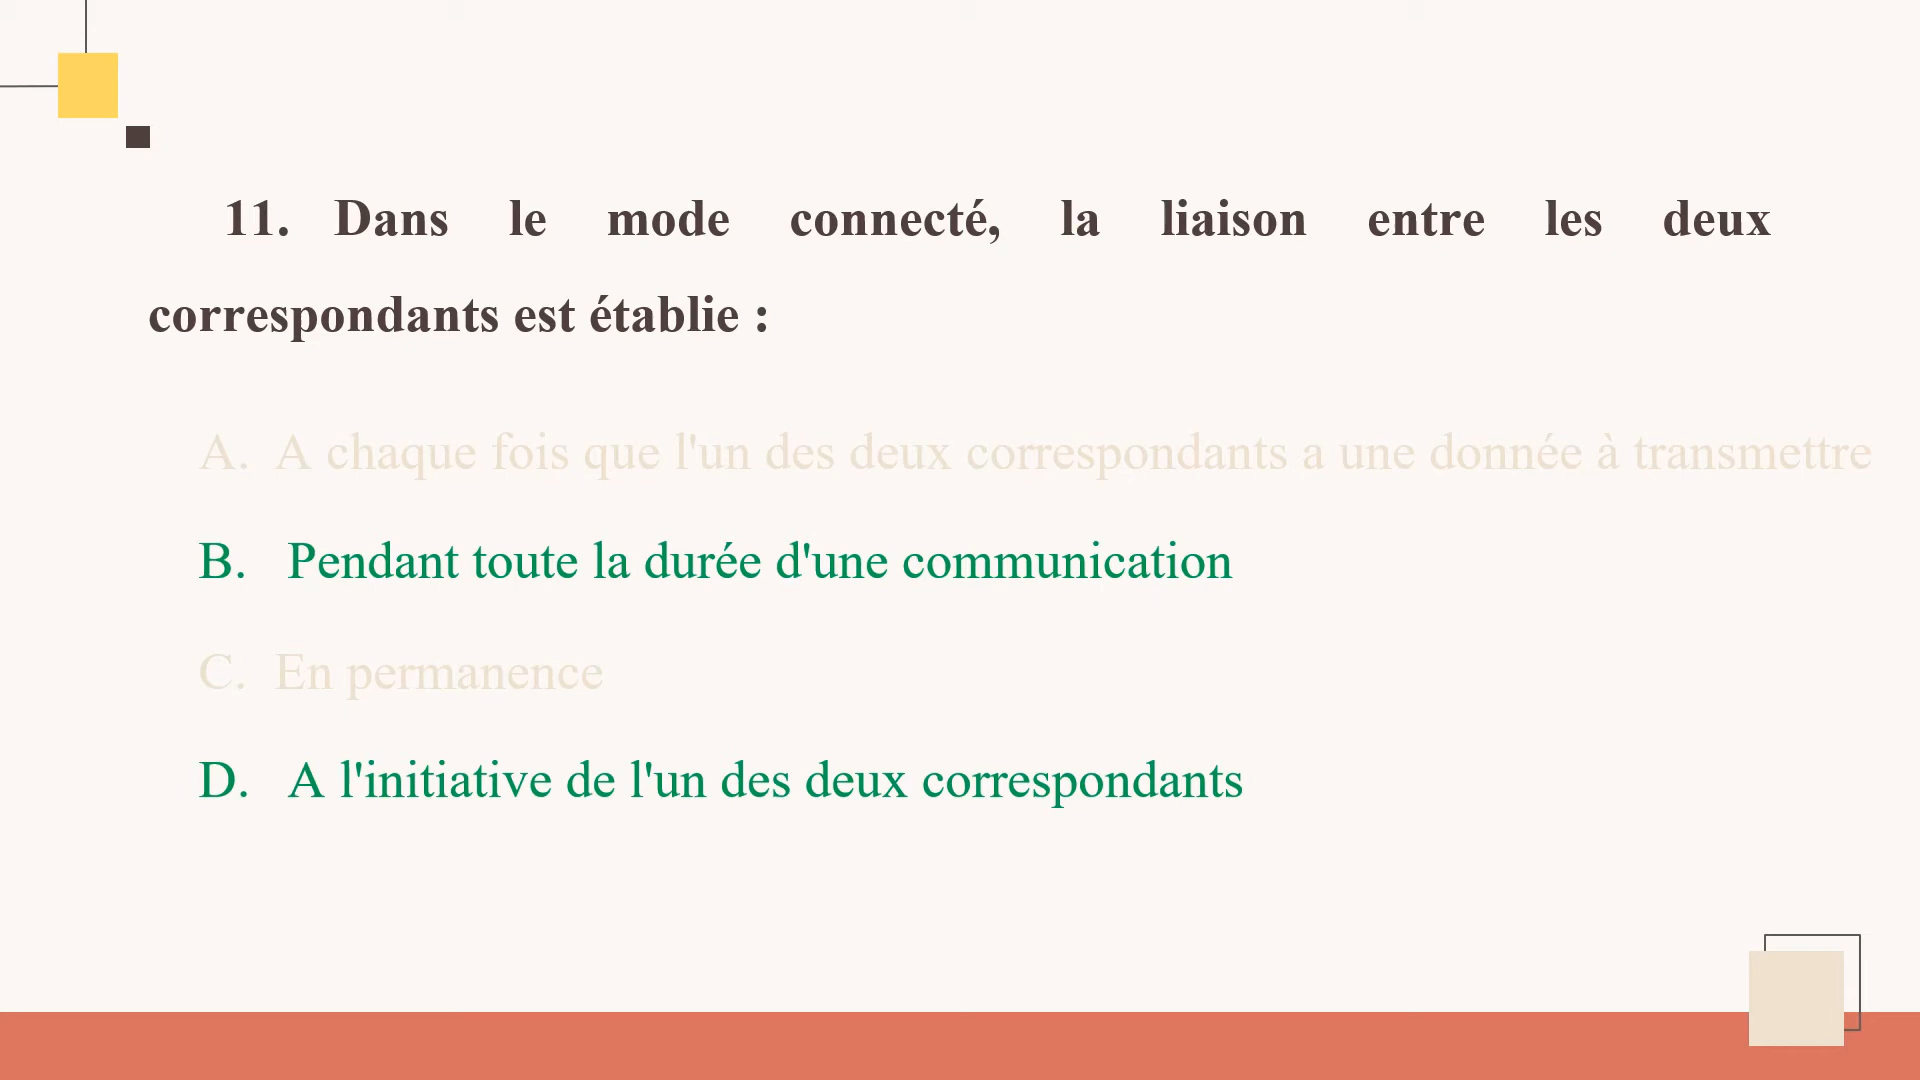 11. Dans le mode connecté, la liaison entre les deux
correspondants est établie :
A. A chaque fois que l'un des deux correspondants a une donnée à transmettre
B. Pendant toute la durée d'une communication
C. En permanence
D. A l'initiative de l'un des deux correspondants